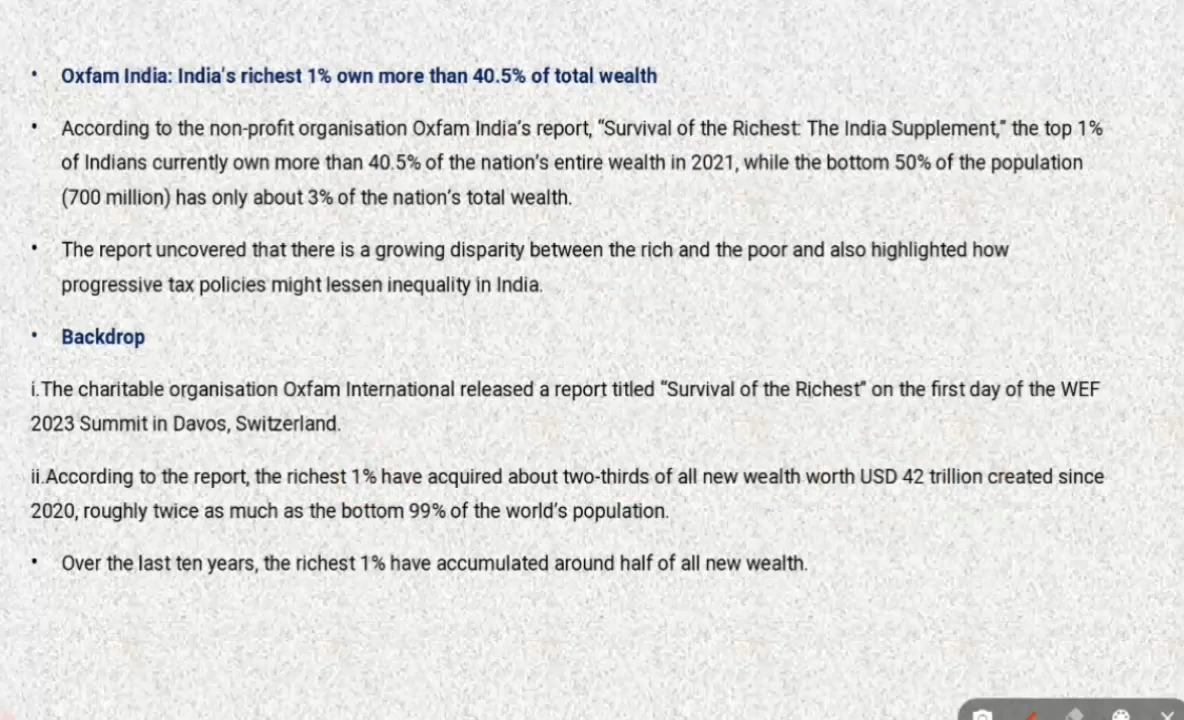 • Oxfam India: India's richest 1% own more than 40.5% of total wealth
• According to the non-profit organisation Oxfam India's report, "Survival of the Richest: The India Supplement," the top 1%
of Indians currently own more than 40.5% of the nation's entire wealth in 2021, while the bottom 50% of the population
(700 million) has only about 3% of the nation's total wealth.
• The report uncovered that there is a growing disparity between the rich and the poor and also highlighted how
progressive tax policies might lessen inequality in India.
• Backdrop
i.The charitable organisation Oxfam International released a report titled "Survival of the Richest" on the first day of the WEF
2023 Summit in Davos, Switzerland.
ii.According to the report, the richest 1% have acquired about two-thirds of all new wealth worth USD 42 trillion created since
2020, roughly twice as much as the bottom 99% of the world's population.
• Over the last ten years, the richest 1% have accumulated around half of all new wealth.